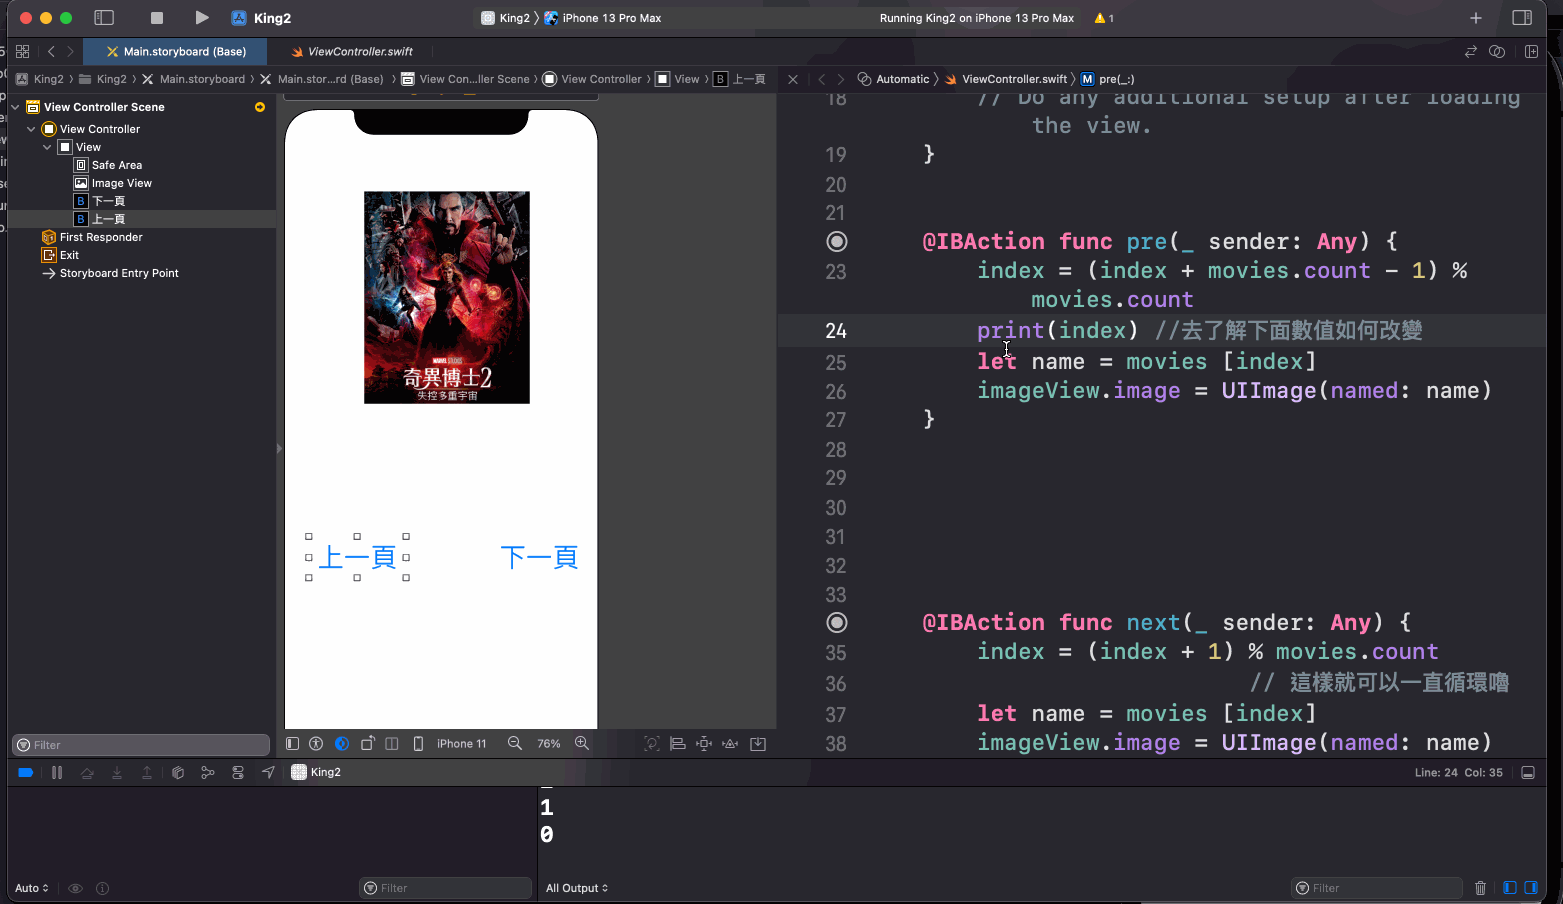 King2
King2 〉 iPhone 13 Pro Max
Running King2 on iPhone 13 Pro Max
1
Main.storyboard (Base)
ViewController.swift
King2 〉 King2 〉 Main.storyboard 〉 Main.stor...rd (Base) 〉 View Con...ller Scene 〉 View Controller 〉 View 〉 B 上一頁
Automatic 〉 ViewController.swift 〉 M pre(_:)
View Controller Scene
View Controller
View
Safe Area
Image View
B 下一頁
B 上一頁
First Responder
Exit
Storyboard Entry Point
Filter
MARVEL STUDIOS
奇異博士2
失控多重宇宙
上一頁
下一頁
iPhone 11
76%
18 // Do any additional setup after loading
the view.
19 }
20
21
@IBAction func pre(_ sender: Any) {
23 index = (index + movies.count - 1) %
movies.count
24 print(index) //去了解下面數值如何改變
25 let name = movies [index]
26 imageView.image = UIImage(named: name)
27 }
28
29
30
31
32
33
@IBAction func next(_ sender: Any) {
35 index = (index + 1) % movies.count
36 // 這樣就可以一直循環嚕
37 let name = movies [index]
38 imageView.image = UIImage(named: name)
King2
Line: 24 Col: 35
1
0
Auto
Filter
All Output
Filter